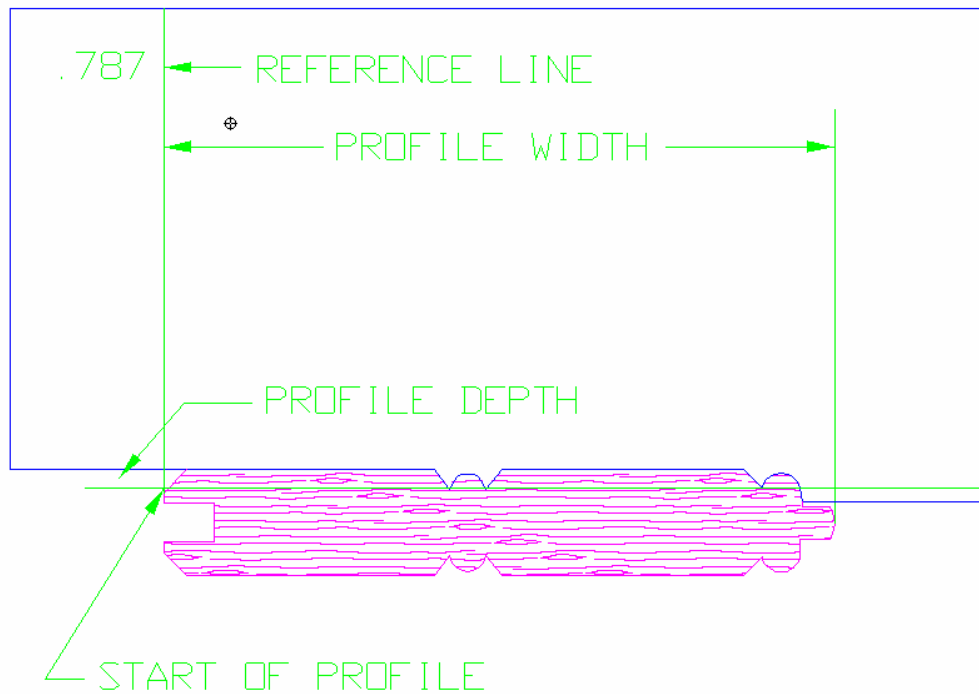 .787
REFERENCE LINE
PROFILE WIDTH
PROFILE DEPTH
START OF PROFILE